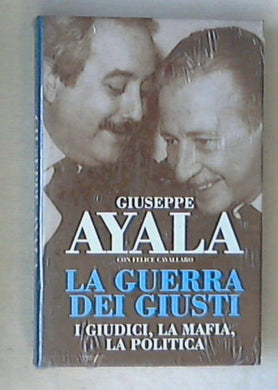 GIUSEPPE
AYALA
CON FELICE CAVALLARO
LA GUERRA
DEI GIUSTI
I GIUDICI, LA MAFIA,
LA POLITICA